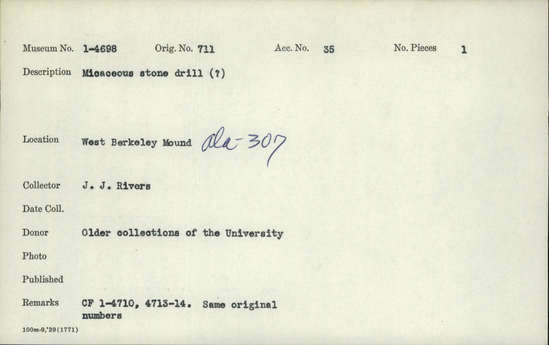 Museum No. 1-4698 Orig. No. 711 Acc. No. 35 No. Pieces 1
Description Micaceous stone drill (?)
Location West Berkeley Mound Ala-307
Collector J. J. Rivers
Date Coll.
Donor Older collections of the University
Photo
Published
Remarks CF 1-4710, 4713-14. Same original
numbers
100m-9,'29(1771)